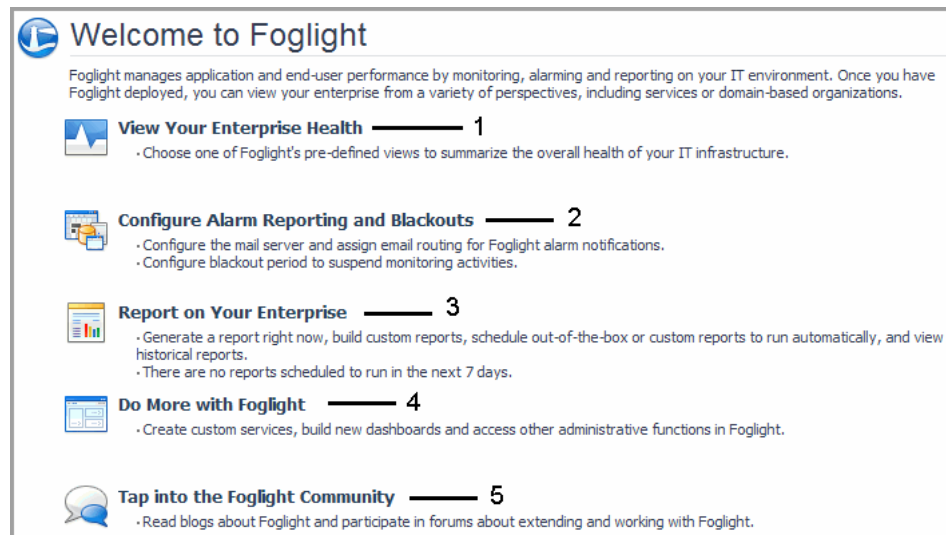 Welcome to Foglight
Foglight manages application and end-user performance by monitoring, alarming and reporting on your IT environment. Once you have
Foglight deployed, you can view your enterprise from a variety of perspectives, including services or domain-based organizations.
View Your Enterprise Health 1
· Choose one of Foglight's pre-defined views to summarize the overall health of your IT infrastructure.
Configure Alarm Reporting and Blackouts 2
· Configure the mail server and assign email routing for Foglight alarm notifications.
· Configure blackout period to suspend monitoring activities.
Report on Your Enterprise 3
· Generate a report right now, build custom reports, schedule out-of-the-box or custom reports to run automatically, and view
historical reports.
· There are no reports scheduled to run in the next 7 days.
Do More with Foglight 4
· Create custom services, build new dashboards and access other administrative functions in Foglight.
Tap into the Foglight Community 5
· Read blogs about Foglight and participate in forums about extending and working with Foglight.